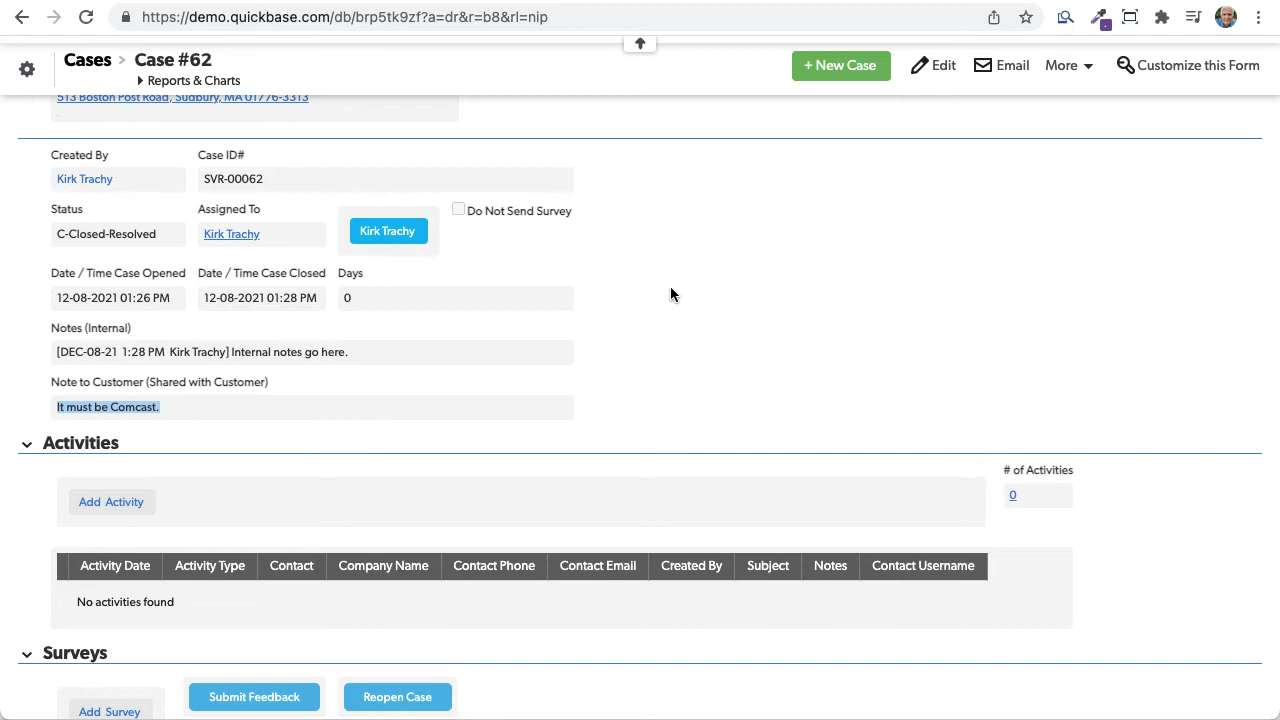 https://demo.quickbase.com/db/brp5tk9zf?a=dr&r=b8&rl=nip
Cases > Case #62
Reports & Charts
+ New Case
Edit
Email
More
Customize this Form
513 Boston Post Road, Sudbury, MA 01776-3313
Created By
Case ID#
Kirk Trachy
SVR-00062
Status
Assigned To
Do Not Send Survey
C-Closed-Resolved
Kirk Trachy
Kirk Trachy
Date / Time Case Opened
Date / Time Case Closed
Days
12-08-2021 01:26 PM
12-08-2021 01:28 PM
0
Notes (Internal)
[DEC-08-21 1:28 PM Kirk Trachy] Internal notes go here.
Note to Customer (Shared with Customer)
It must be Comcast.
Activities
# of Activities
Add Activity
0
Activity Date
Activity Type
Contact
Company Name
Contact Phone
Contact Email
Created By
Subject
Notes
Contact Username
No activities found
Surveys
Add Survey
Submit Feedback
Reopen Case